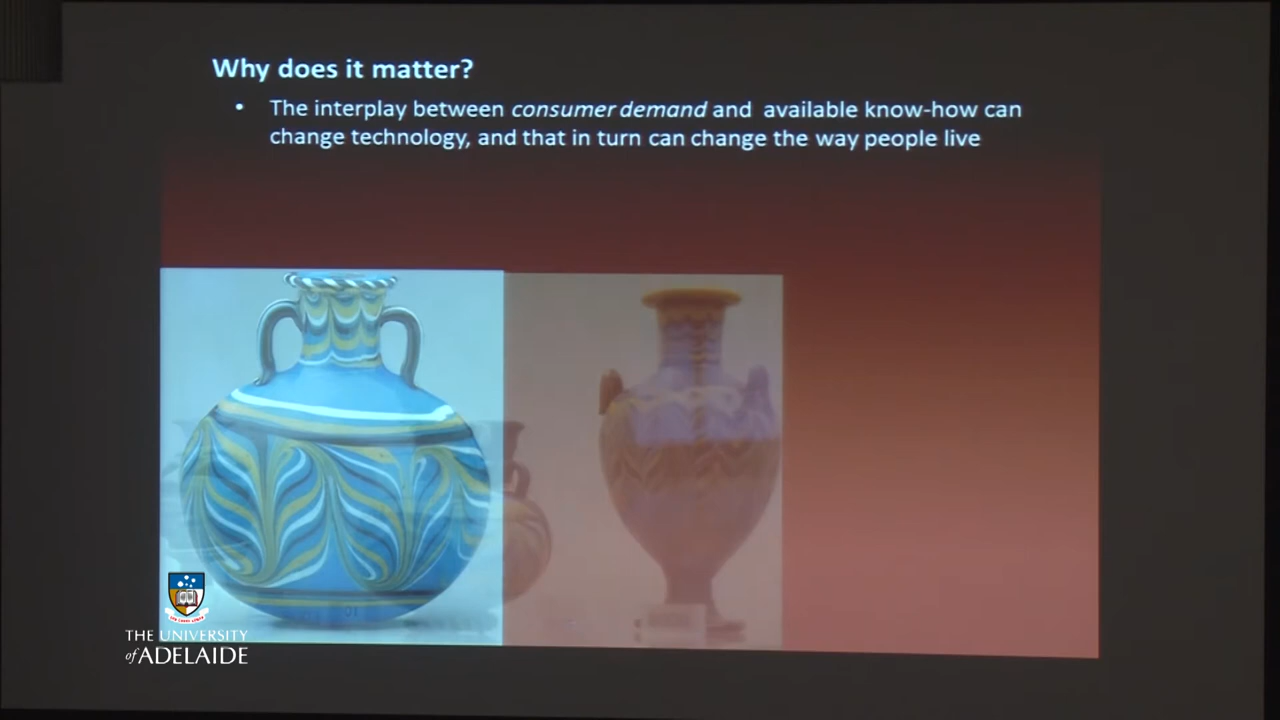 Why does it matter?
• The interplay between consumer demand and available know-how can
change technology, and that in turn can change the way people live
THE UNIVERSITY
of ADELAIDE